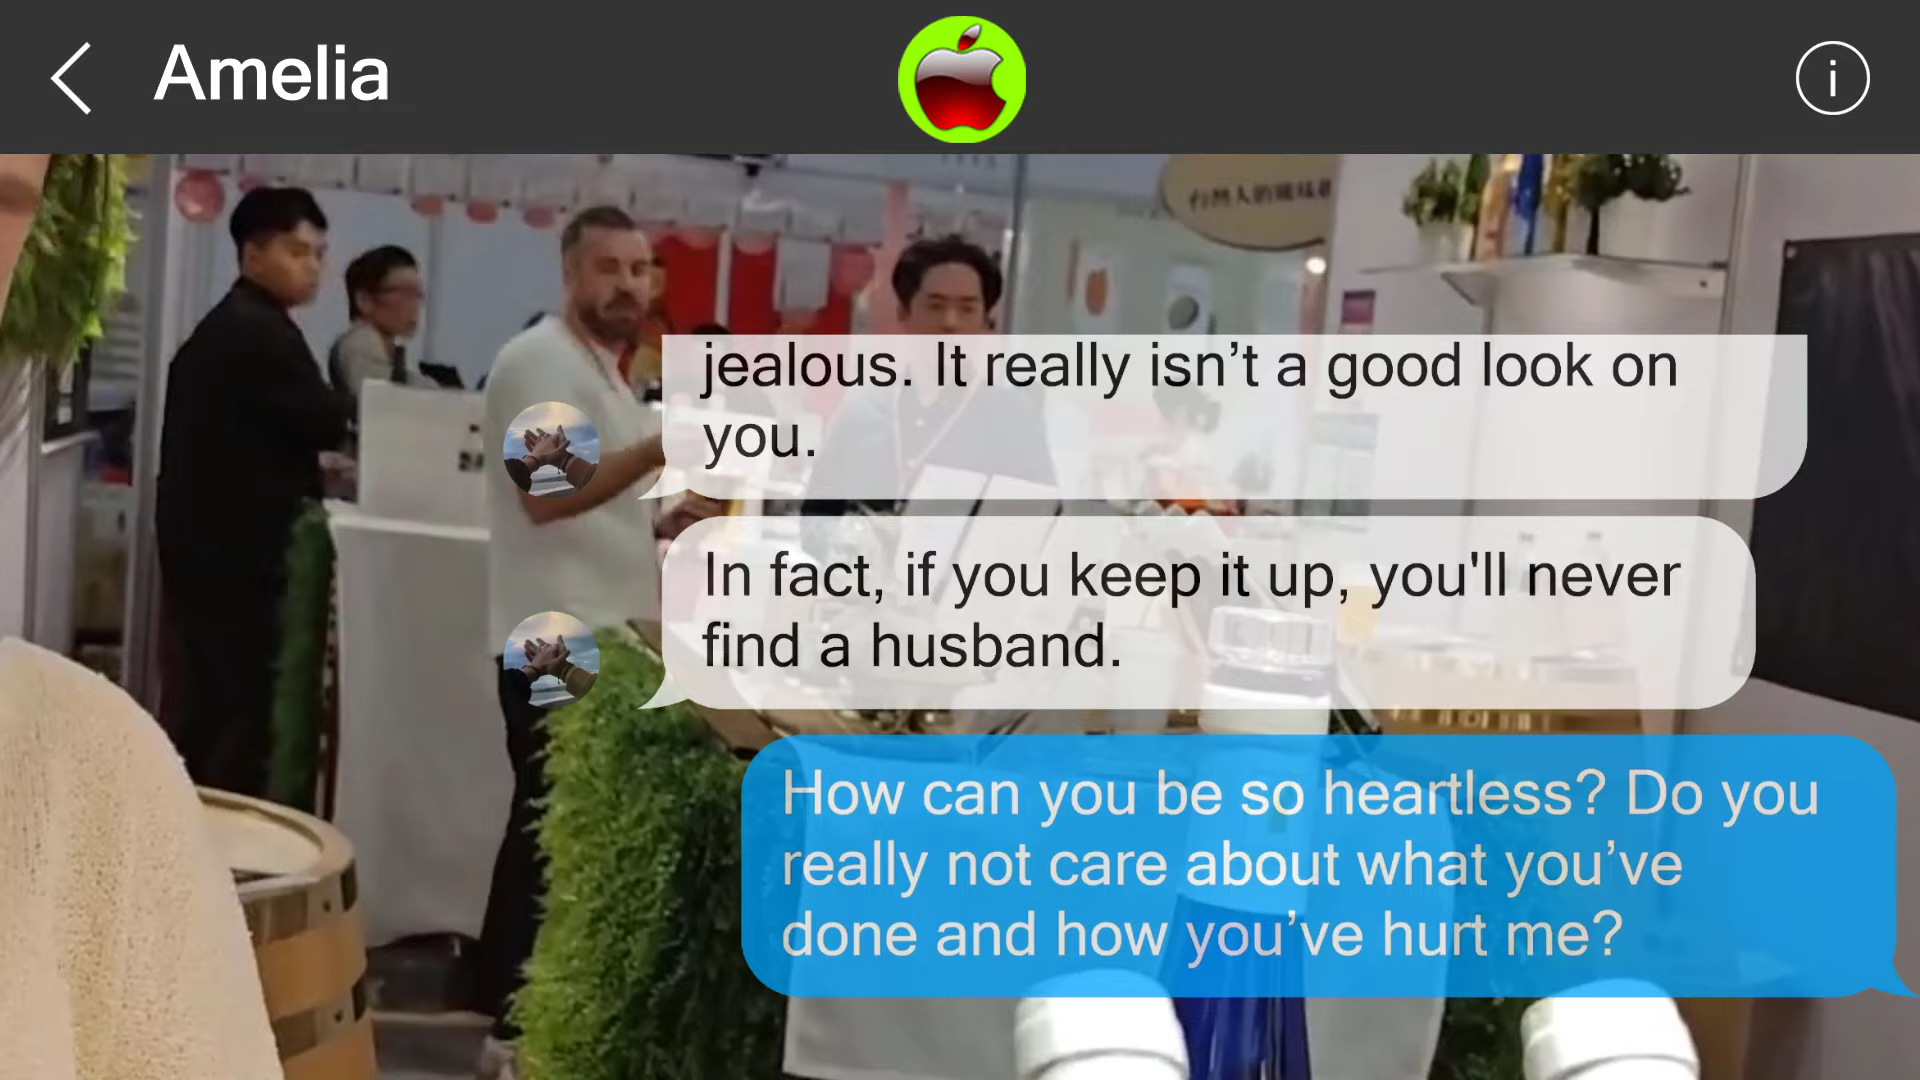 Amelia
jealous. It really isn’t a good look on
you.
In fact, if you keep it up, you'll never
find a husband.
How can you be so heartless? Do you
really not care about what you’ve
done and how you’ve hurt me?